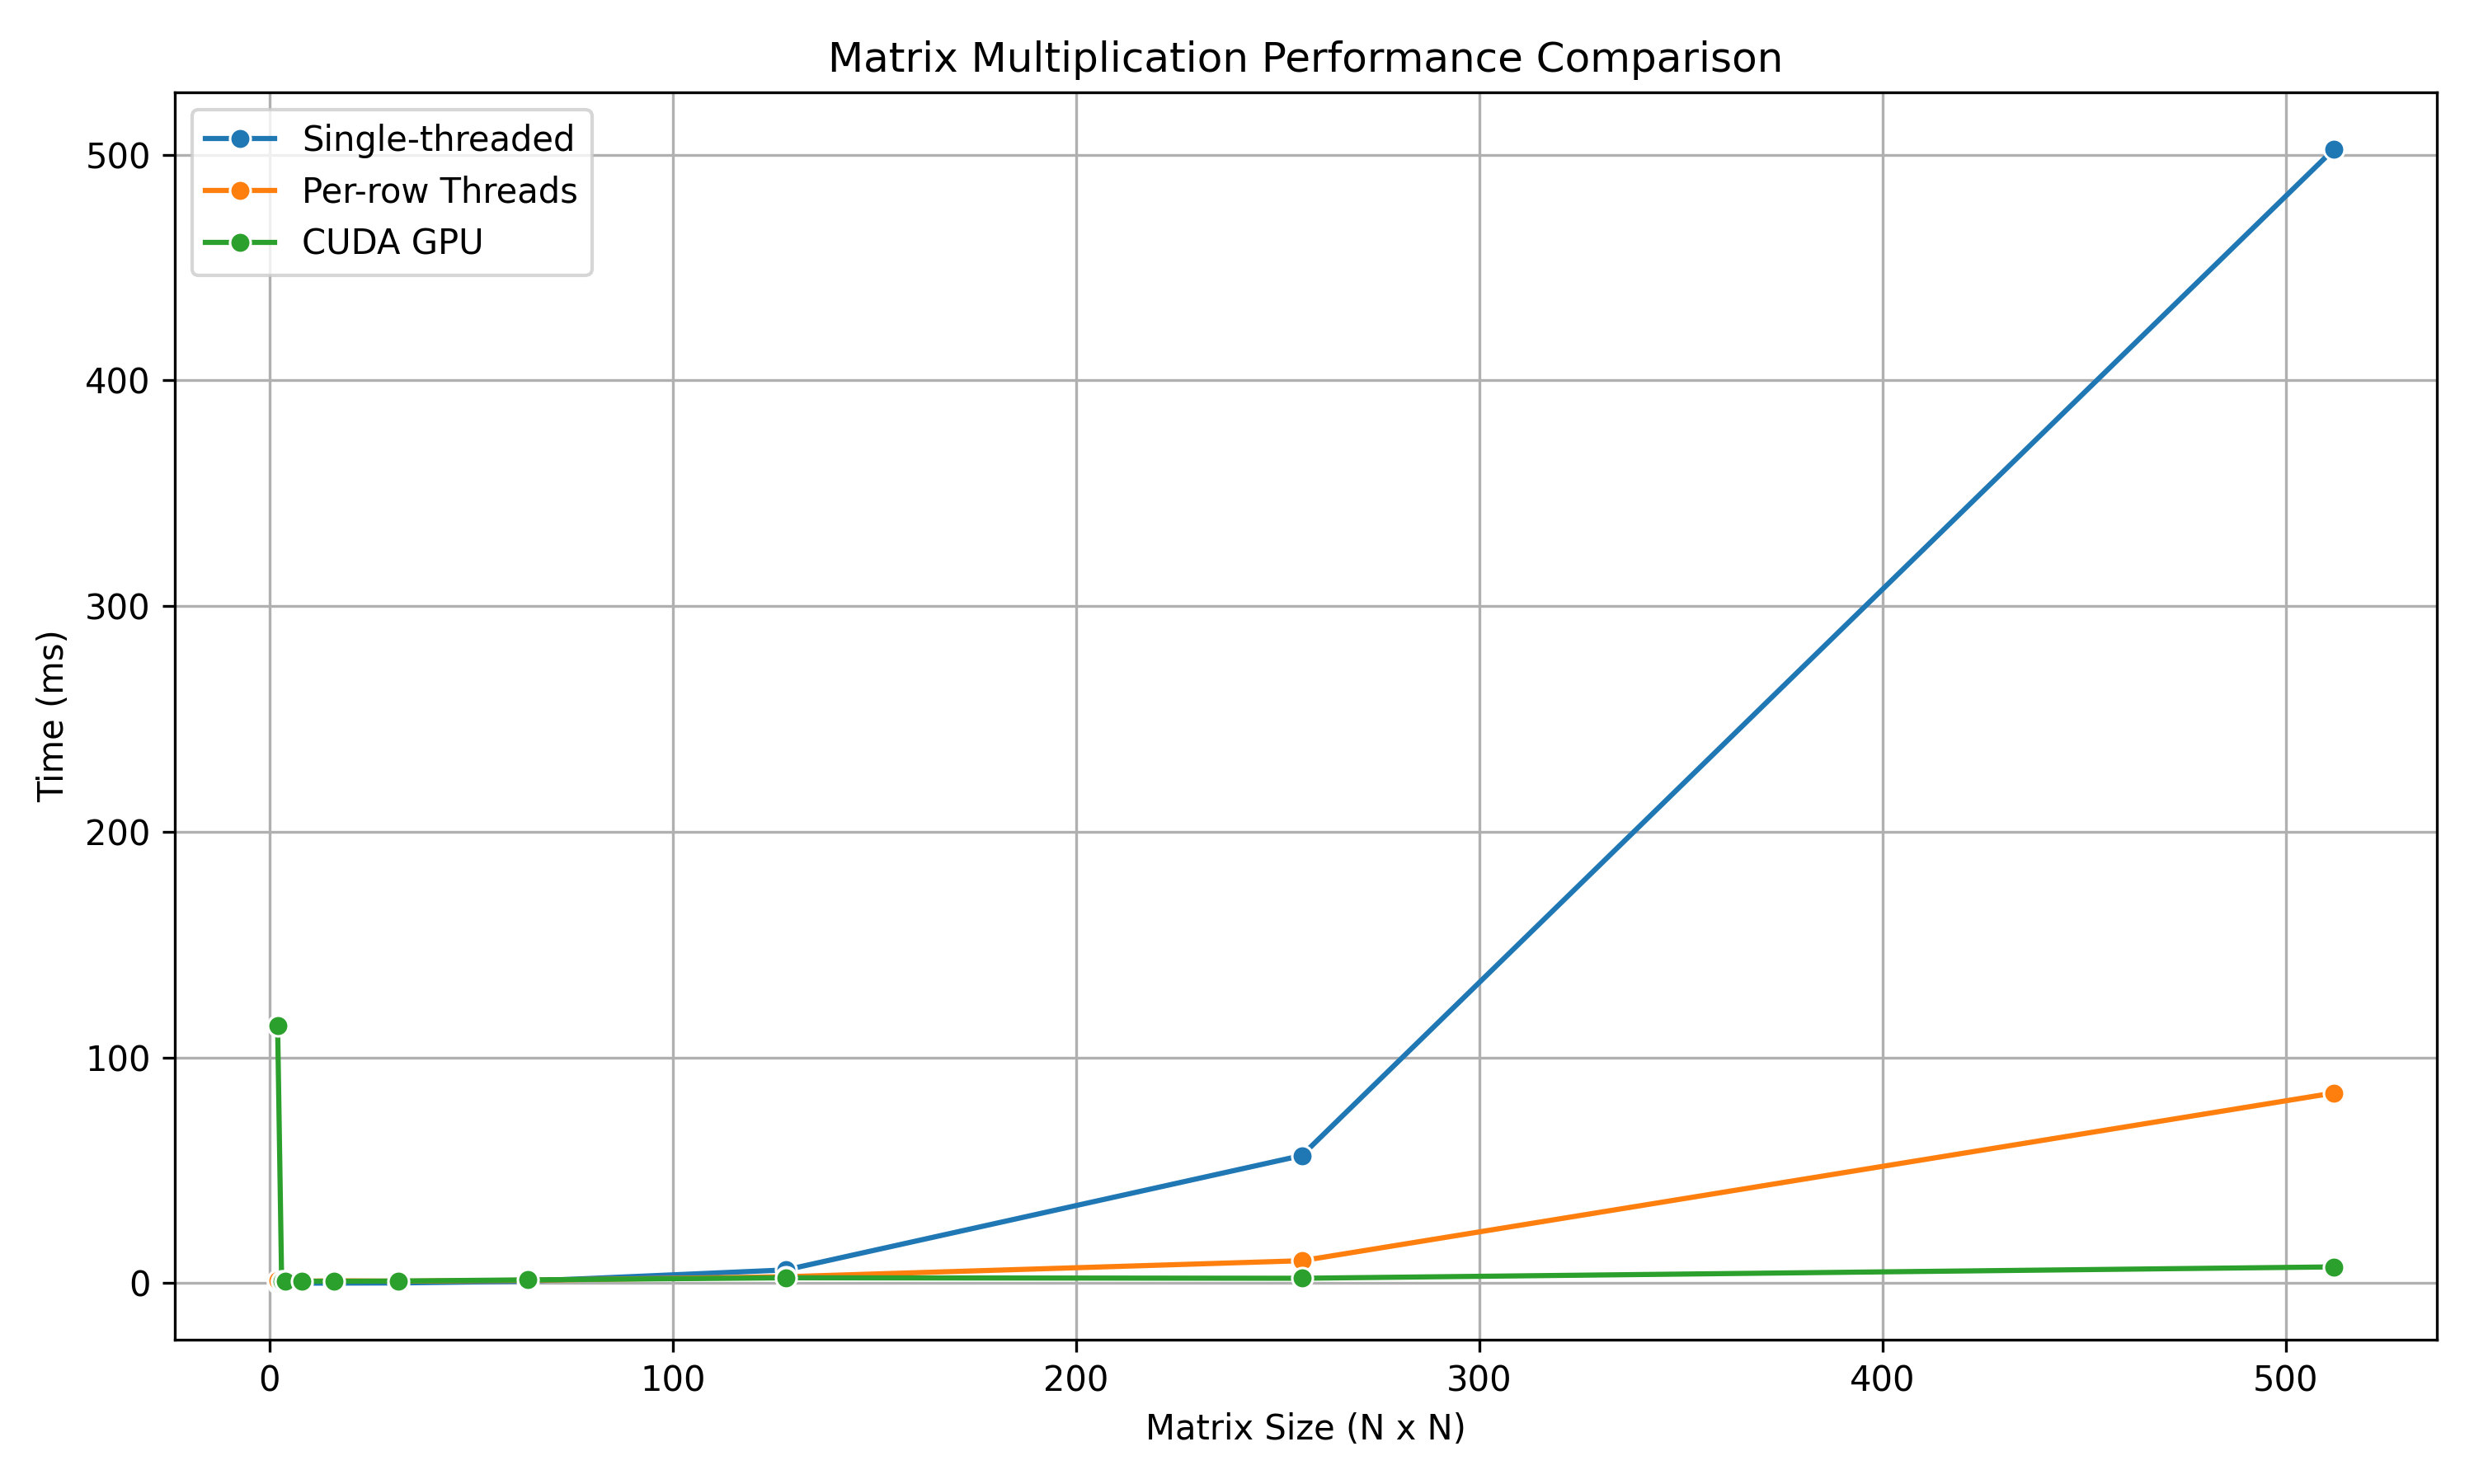 Matrix Multiplication Performance Comparison
Single-threaded
Per-row Threads
CUDA GPU
500
400
300
200
100
0
Time (ms)
0 100 200 300 400 500
Matrix Size (N x N)